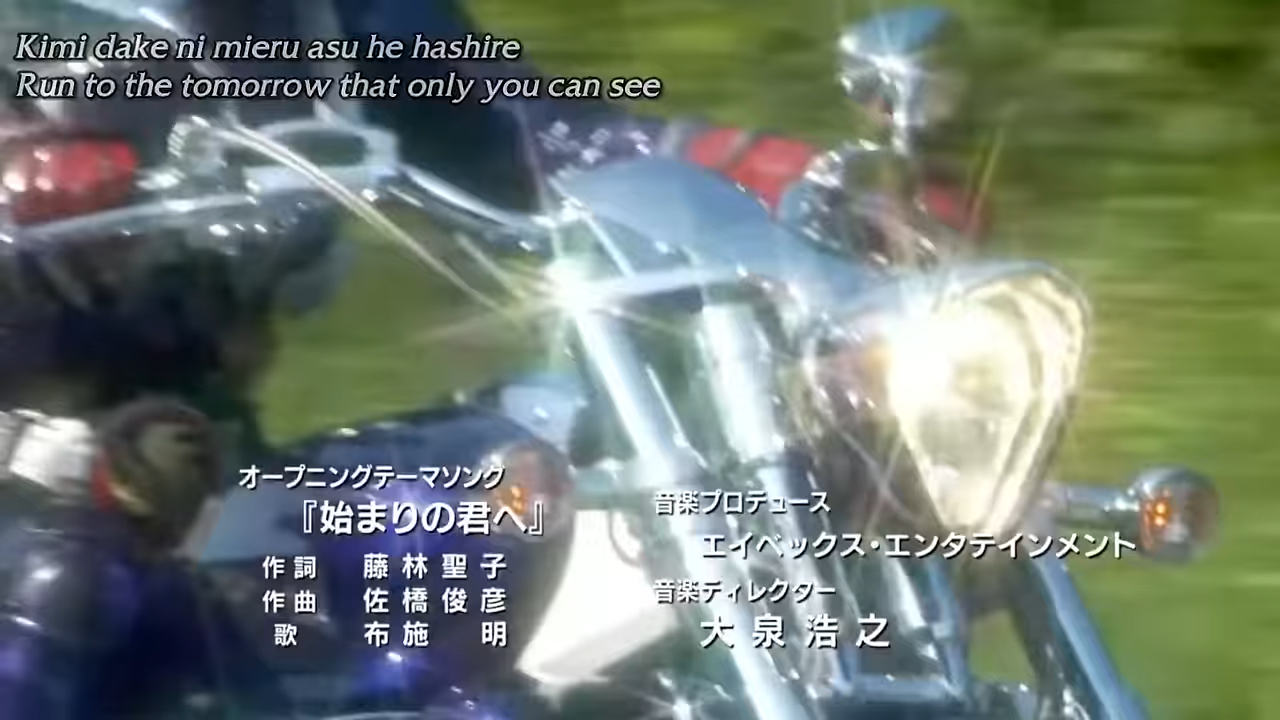 Kimi dake ni mieru asu he hashire
Run to the tomorrow that only you can see
オープニングテーマソング
『始まりの君へ』
作詞 藤林聖子
作曲 佐橋俊彦
歌 布施 明
音楽プロデュース
エイベックス・エンタテインメント
音楽ディレクター
大泉浩之